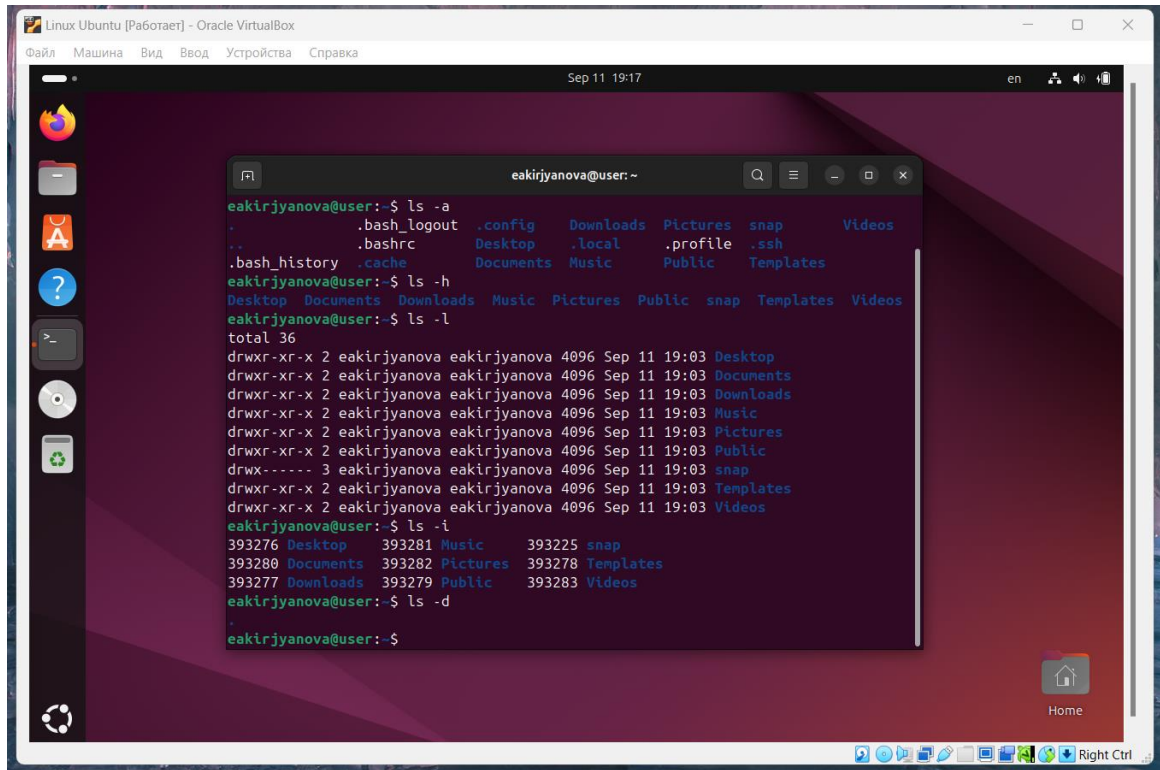 Linux Ubuntu [Работает] - Oracle VirtualBox
Файл Машина Вид Ввод Устройства Справка
Sep 11 19:17
en
eakirjyanova@user: ~
eakirjyanova@user:~$ ls -a
. .bash_logout .config Downloads Pictures snap Videos
.. .bashrc Desktop .local .profile .ssh
.bash_history .cache Documents Music Public Templates
eakirjyanova@user:~$ ls -h
Desktop Documents Downloads Music Pictures Public snap Templates Videos
eakirjyanova@user:~$ ls -l
total 36
drwxr-xr-x 2 eakirjyanova eakirjyanova 4096 Sep 11 19:03 Desktop
drwxr-xr-x 2 eakirjyanova eakirjyanova 4096 Sep 11 19:03 Documents
drwxr-xr-x 2 eakirjyanova eakirjyanova 4096 Sep 11 19:03 Downloads
drwxr-xr-x 2 eakirjyanova eakirjyanova 4096 Sep 11 19:03 Music
drwxr-xr-x 2 eakirjyanova eakirjyanova 4096 Sep 11 19:03 Pictures
drwxr-xr-x 2 eakirjyanova eakirjyanova 4096 Sep 11 19:03 Public
drwx------ 3 eakirjyanova eakirjyanova 4096 Sep 11 19:03 snap
drwxr-xr-x 2 eakirjyanova eakirjyanova 4096 Sep 11 19:03 Templates
drwxr-xr-x 2 eakirjyanova eakirjyanova 4096 Sep 11 19:03 Videos
eakirjyanova@user:~$ ls -i
393276 Desktop 393281 Music 393225 snap
393280 Documents 393282 Pictures 393278 Templates
393277 Downloads 393279 Public 393283 Videos
eakirjyanova@user:~$ ls -d
.
eakirjyanova@user:~$
Home
Right Ctrl